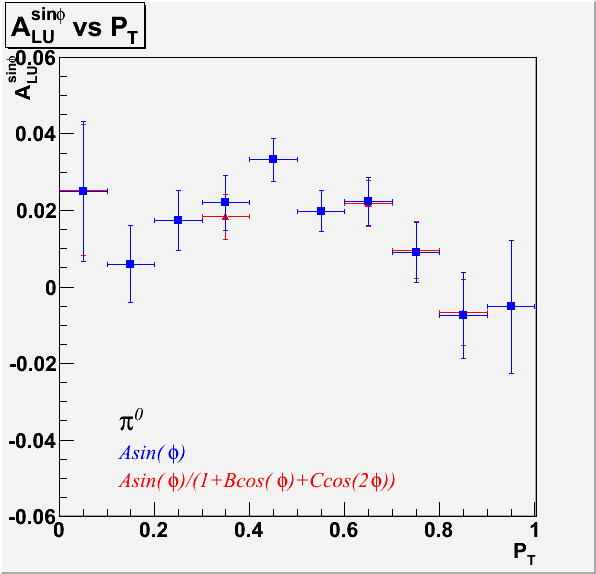 A_LU^sinϕ vs P_T
A_LU^sinϕ
0.06
0.04
0.02
0
-0.02
-0.04
-0.06
π⁰
Asin(ϕ)
Asin(ϕ)/(1+Bcos(ϕ)+Ccos(2ϕ))
0 0.2 0.4 0.6 0.8 1
P_T